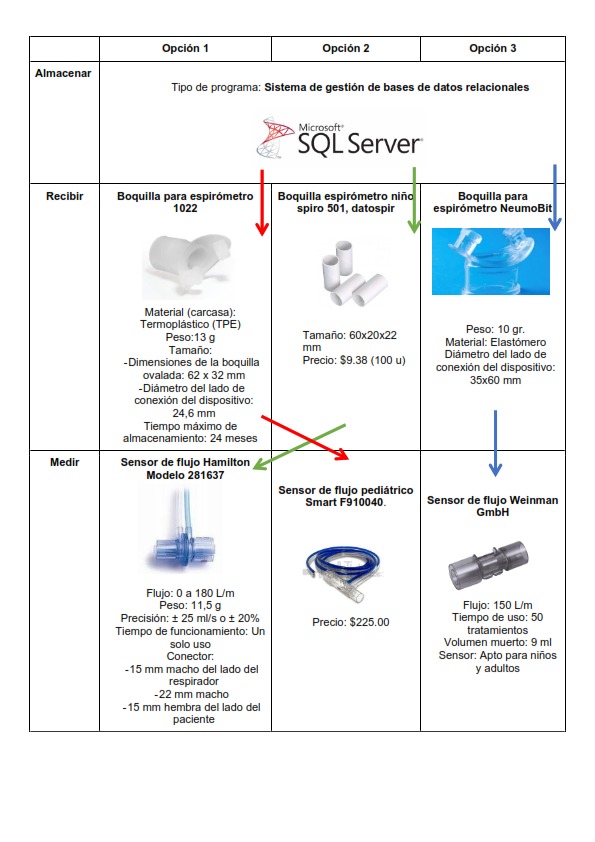 Opción 1
Opción 2
Opción 3
Almacenar
Tipo de programa: Sistema de gestión de bases de datos relacionales
Microsoft®
SQL Server®
Recibir
Boquilla para espirómetro
1022
Material (carcasa):
Termoplástico (TPE)
Peso:13 g
Tamaño:
-Dimensiones de la boquilla
ovalada: 62 x 32 mm
-Diámetro del lado de
conexión del dispositivo:
24,6 mm
Tiempo máximo de
almacenamiento: 24 meses
Boquilla espirómetro niño
spiro 501, datospir
Tamaño: 60x20x22
mm
Precio: $9.38 (100 u)
Boquilla para
espirómetro NeumoBit
Peso: 10 gr.
Material: Elastómero
Diámetro del lado de
conexión del dispositivo:
35x60 mm
Medir
Sensor de flujo Hamilton
Modelo 281637
Flujo: 0 a 180 L/m
Peso: 11,5 g
Precisión: ± 25 ml/s o ± 20%
Tiempo de funcionamiento: Un
solo uso
Conector:
-15 mm macho del lado del
respirador
-22 mm macho
-15 mm hembra del lado del
paciente
Sensor de flujo pediátrico
Smart F910040.
Precio: $225.00
Sensor de flujo Weinman
GmbH
Flujo: 150 L/m
Tiempo de uso: 50
tratamientos
Volumen muerto: 9 ml
Sensor: Apto para niños
y adultos